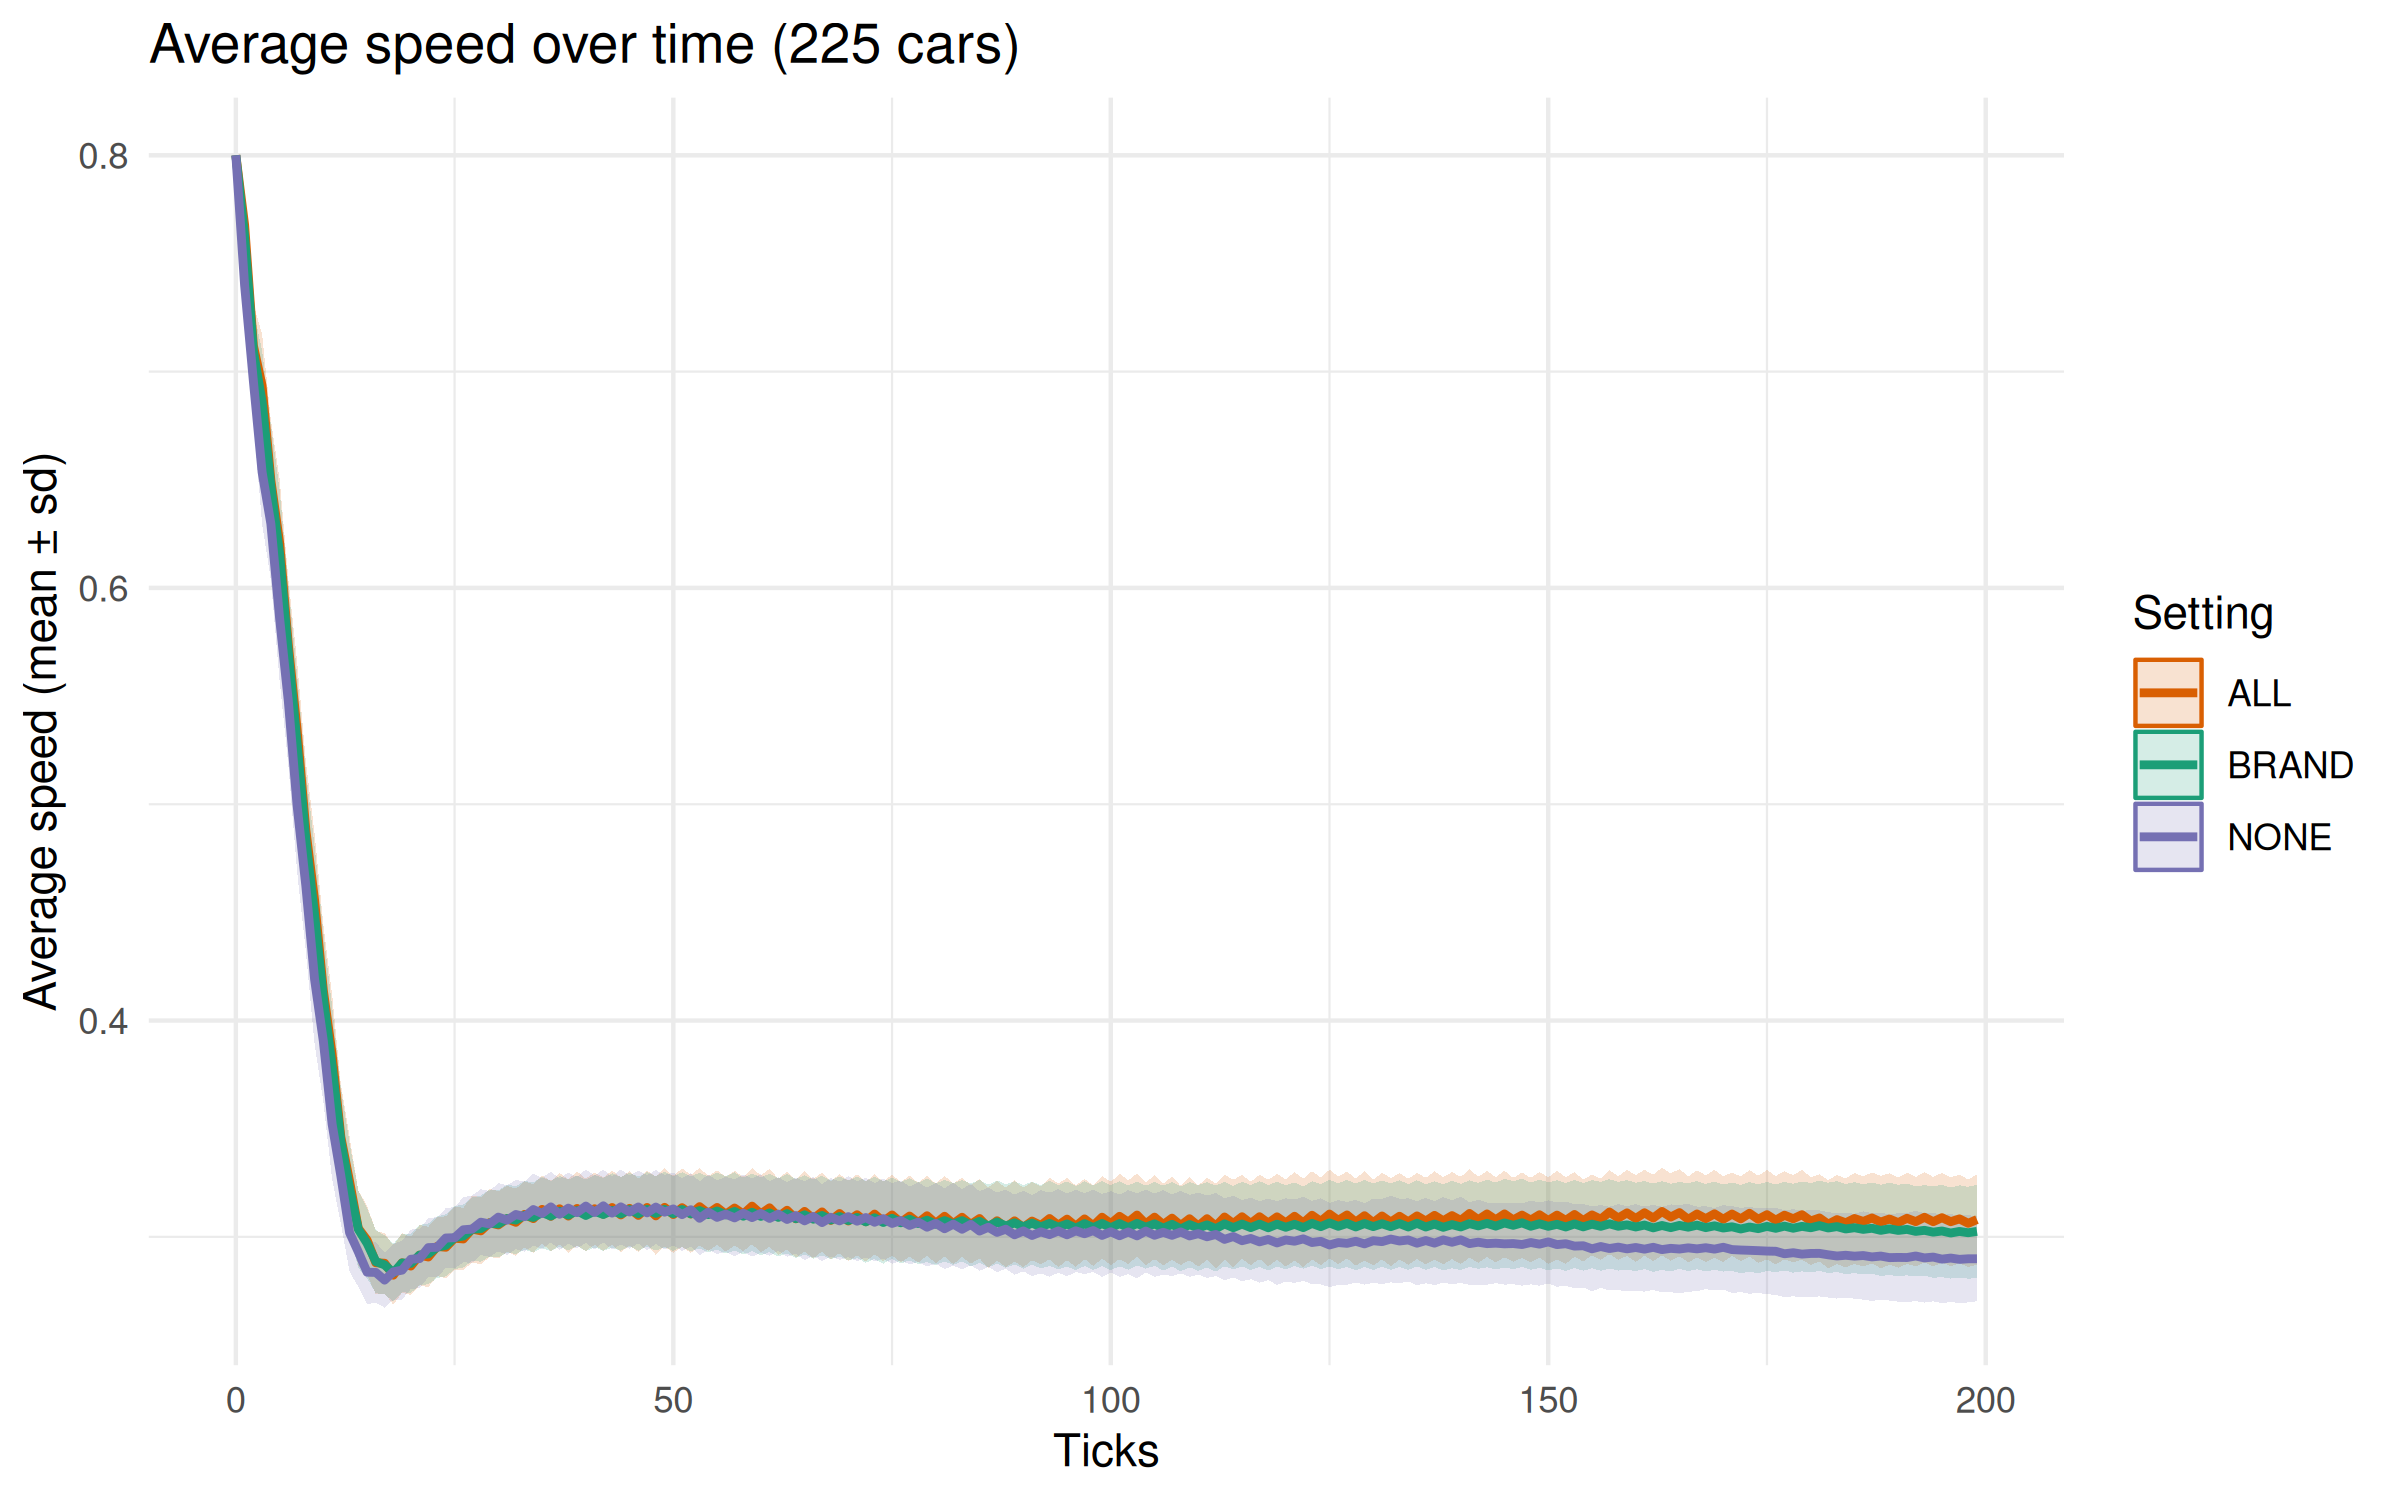 Average speed over time (225 cars)
Average speed (mean ± sd)
0.8
0.6
0.4
0
50
100
150
200
Ticks
Setting
ALL
BRAND
NONE